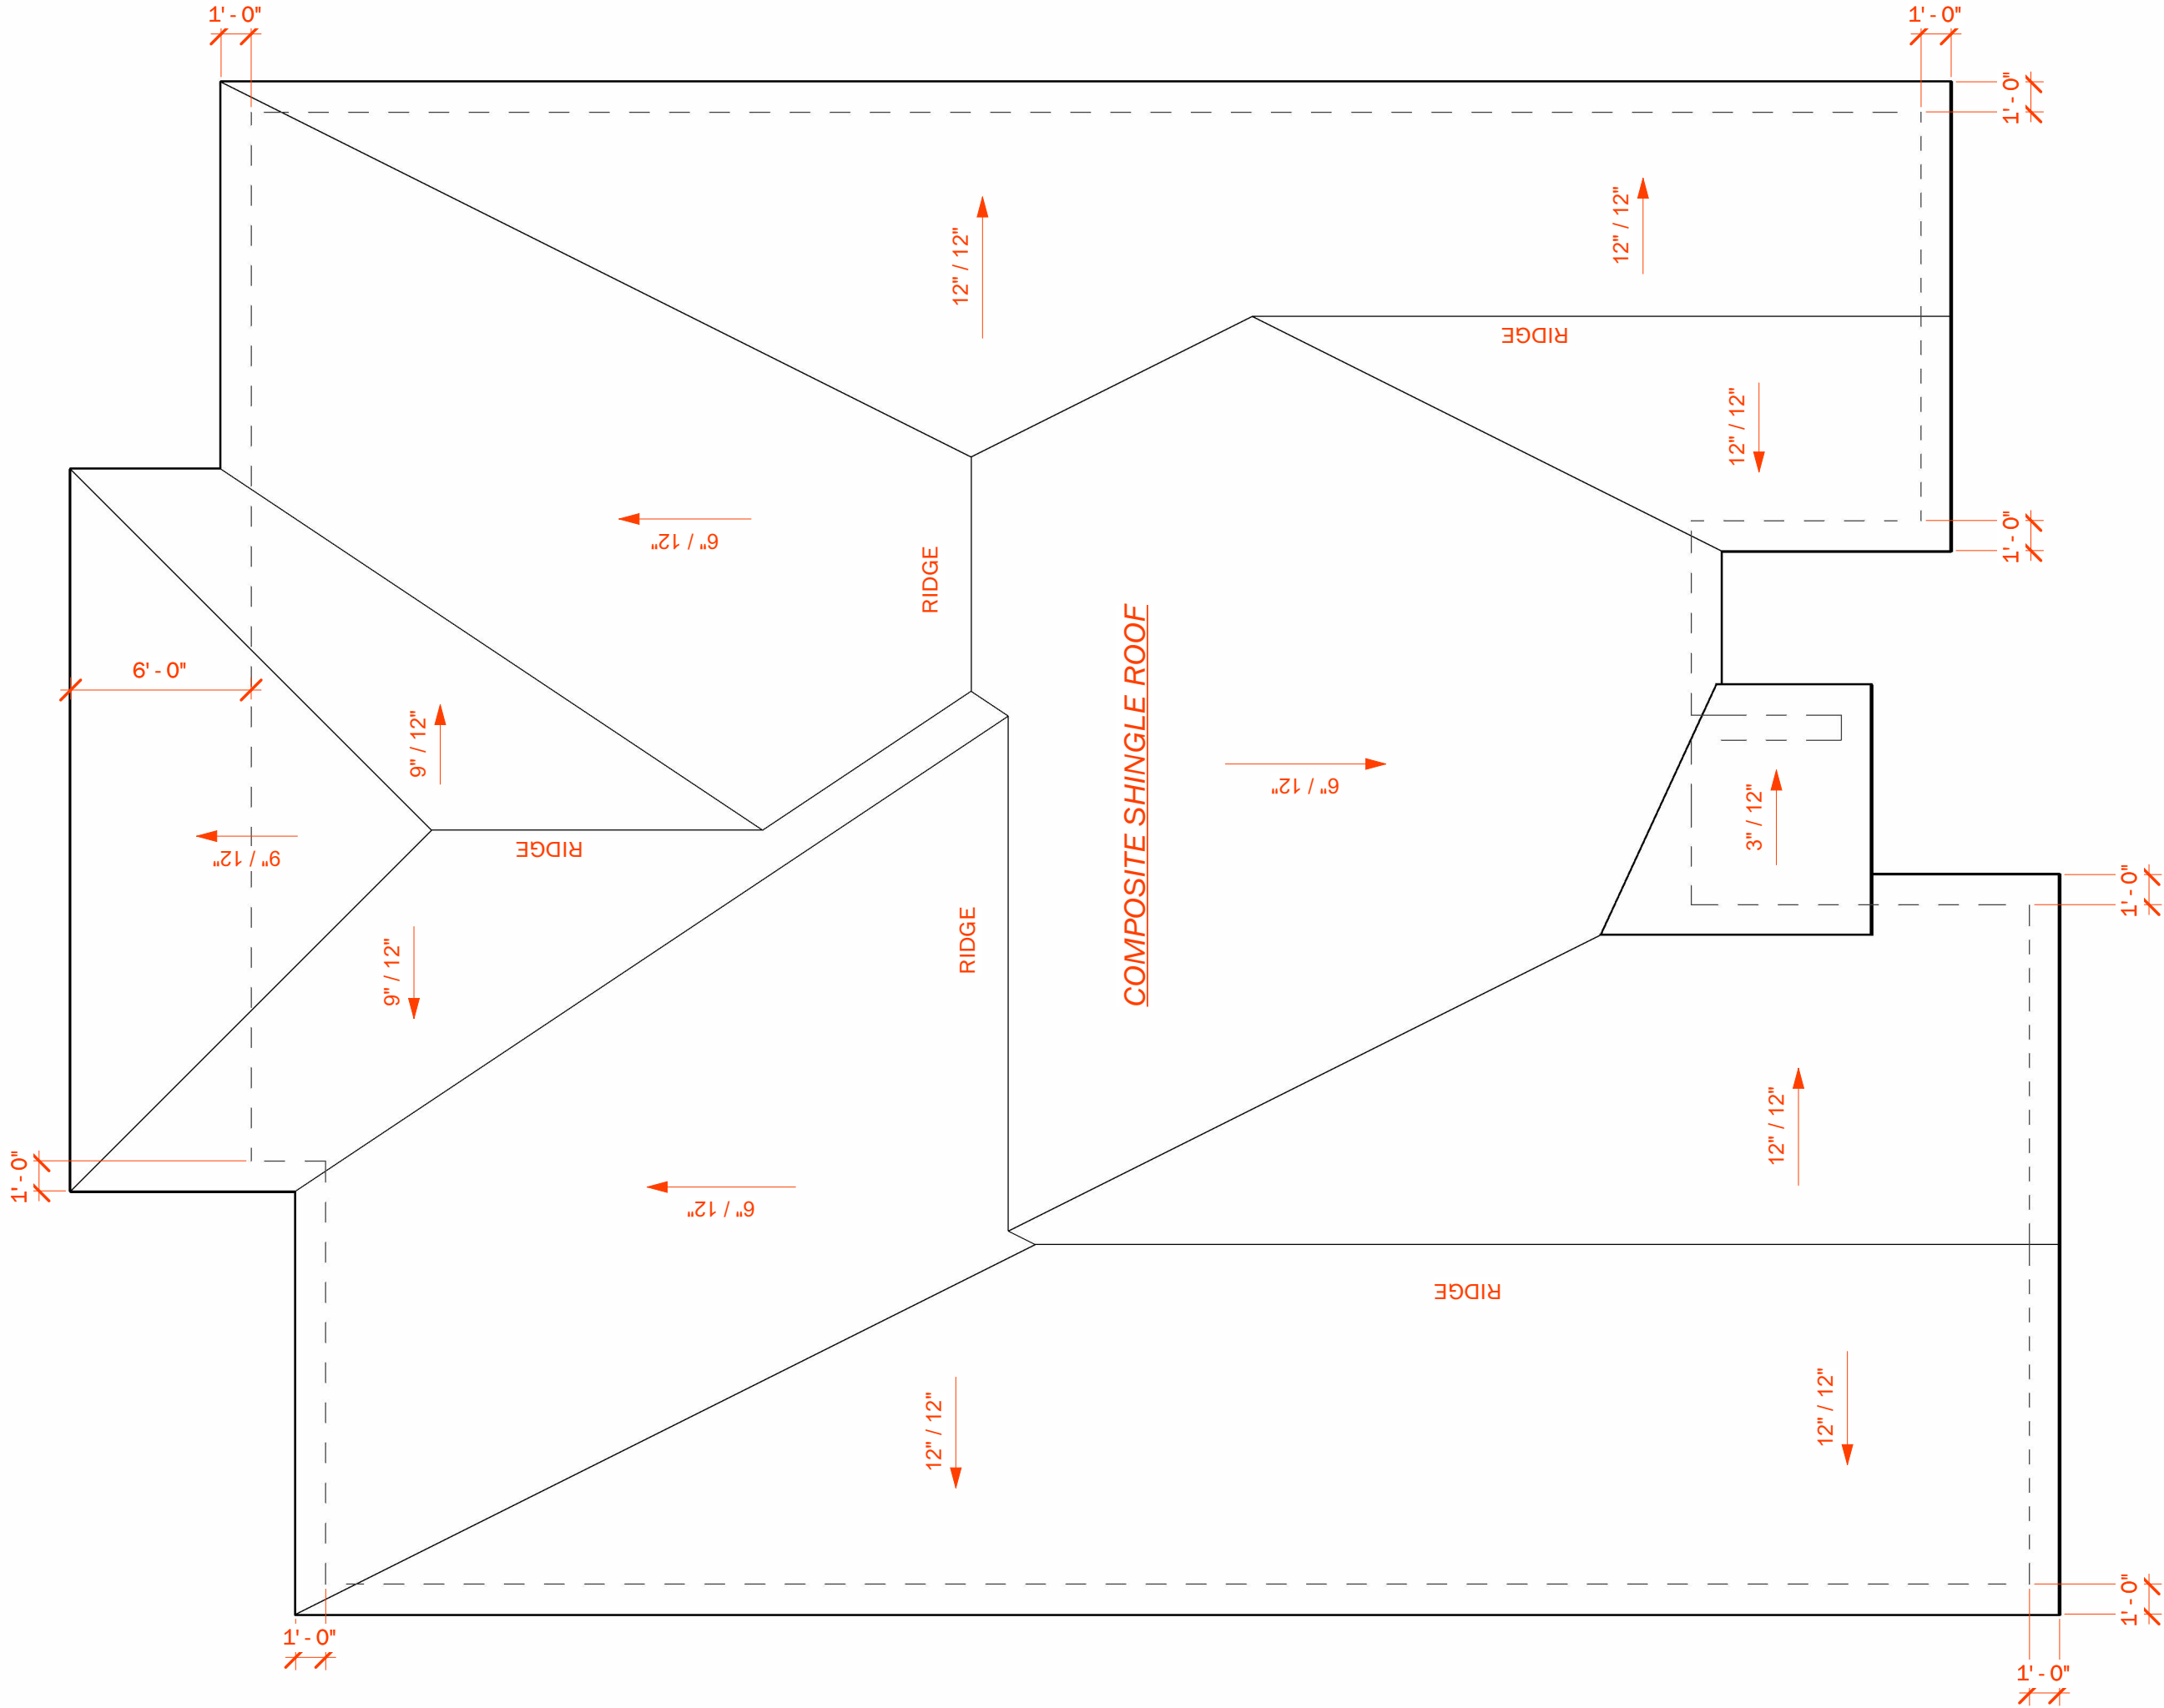 1' - 0"
1' - 0"
1' - 0"
12" / 12"
12" / 12"
RIDGE
12" / 12"
6" / 12"
1' - 0"
RIDGE
6' - 0"
9" / 12"
COMPOSITE SHINGLE ROOF
6" / 12"
3" / 12"
9" / 12"
RIDGE
1' - 0"
RIDGE
9" / 12"
12" / 12"
1' - 0"
6" / 12"
RIDGE
12" / 12"
12" / 12"
1' - 0"
1' - 0"
1' - 0"